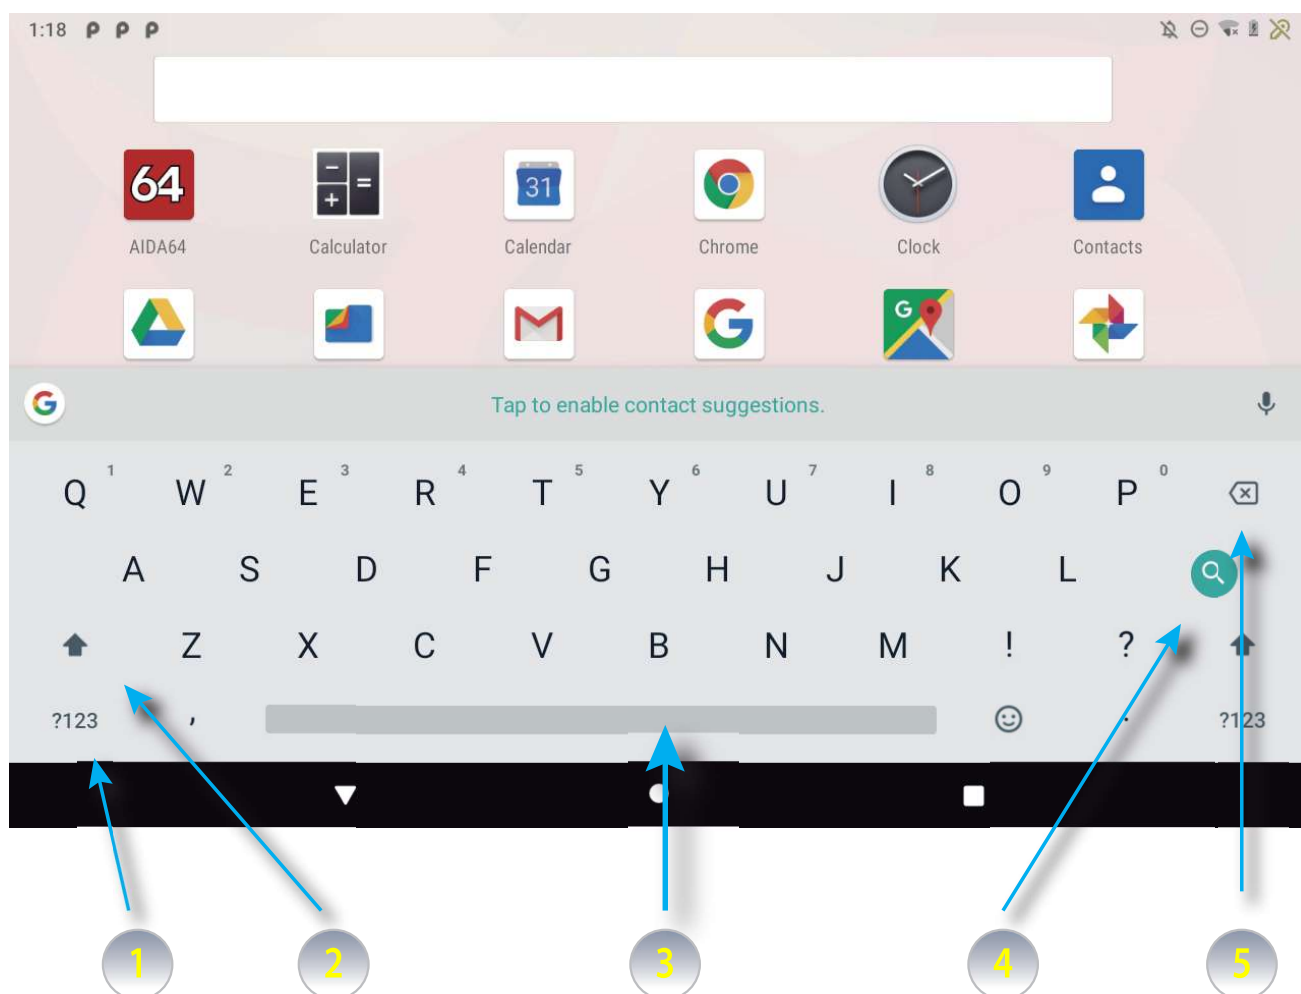 1:18
64
31
AIDA64 Calculator Calendar Chrome Clock Contacts
G
G Tap to enable contact suggestions.
Q 1 W 2 E 3 R 4 T 5 Y 6 U 7 I 8 O 9 P 0
A S D F G H J K L
Z X C V B N M ! ?
?123 , . ?123
1 2 3 4 5